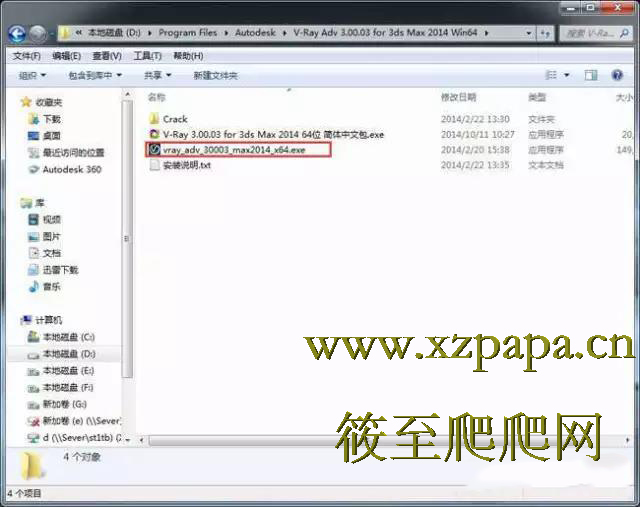 « 本地磁盘 (D:) ▸ Program Files ▸ Autodesk ▸ V-Ray Adv 3.00.03 for 3ds Max 2014 Win64 ▸
搜索 V-Ra...
文件(F) 编辑(E) 查看(V) 工具(T) 帮助(H)
组织 包含到库中 共享 新建文件夹
名称 修改日期 类型 大小
收藏夹
下载
桌面
最近访问的位置
Autodesk 360
库
视频
图片
文档
迅雷下载
音乐
计算机
本地磁盘 (C:)
本地磁盘 (D:)
本地磁盘 (E:)
本地磁盘 (F:)
新加卷 (G:)
新加卷 (e) (\\Sever
d (\\Sever\st1tb) (
Crack 2014/2/22 13:30 文件夹
V-Ray 3.00.03 for 3ds Max 2014 64位 简体中文包.exe 2014/10/11 10:27 应用程序 20,
vray_adv_30003_max2014_x64.exe 2014/2/20 15:38 应用程序 149,
安装说明.txt 2014/2/22 13:35 文本文档
www.xzpapa.cn
筱至爬爬网
4 个对象
4 个项目